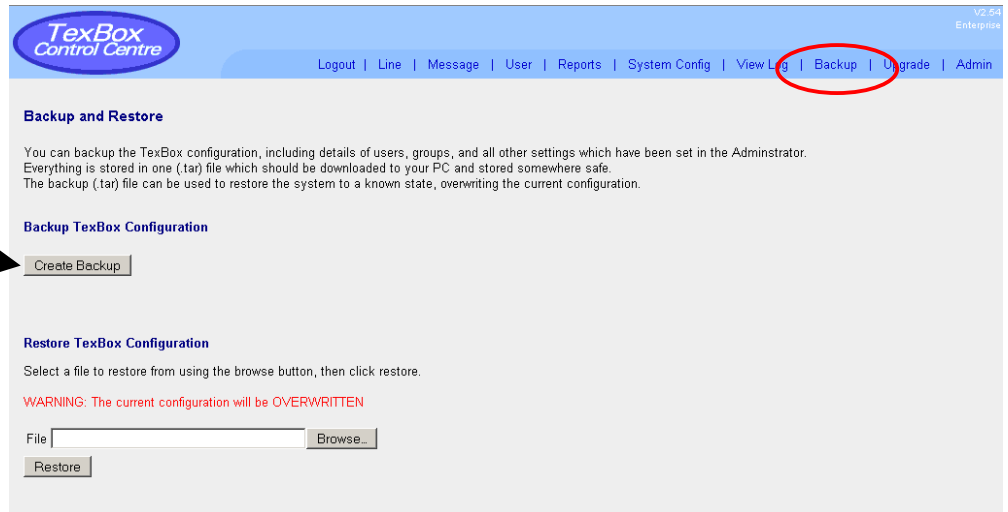 V2.54
Enterprise
TexBox
Control Centre
Logout | Line | Message | User | Reports | System Config | View Log | Backup | Upgrade | Admin
Backup and Restore
You can backup the TexBox configuration, including details of users, groups, and all other settings which have been set in the Adminstrator.
Everything is stored in one (.tar) file which should be downloaded to your PC and stored somewhere safe.
The backup (.tar) file can be used to restore the system to a known state, overwriting the current configuration.
Backup TexBox Configuration
Create Backup
Restore TexBox Configuration
Select a file to restore from using the browse button, then click restore.
WARNING: The current configuration will be OVERWRITTEN
File Browse...
Restore